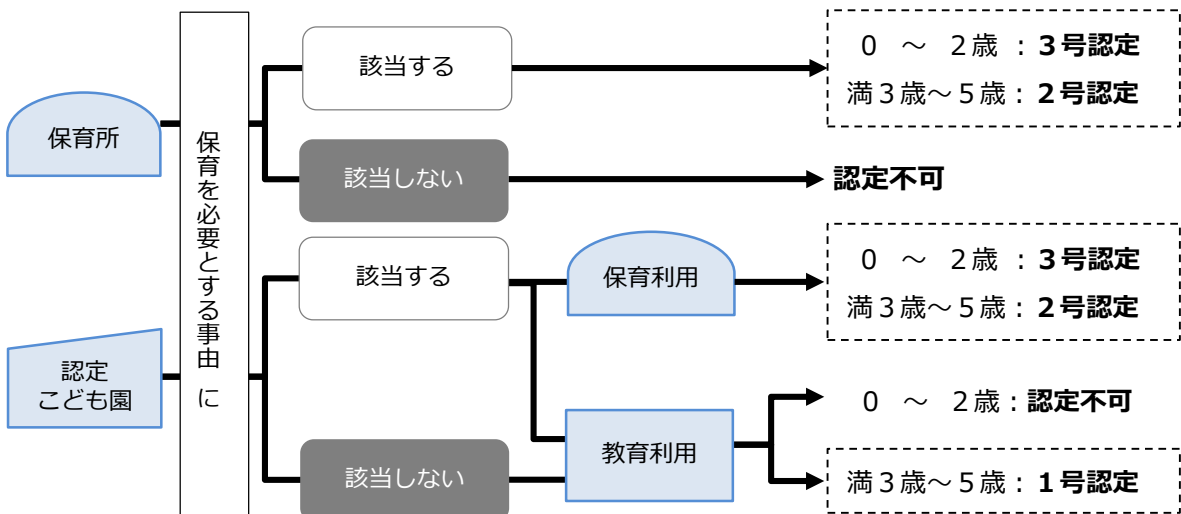 保育所
保育を必要とする事由 に
該当する
０ ～ ２歳：３号認定
満３歳～５歳：２号認定
該当しない
認定不可
認定
こども園
該当する
保育利用
０ ～ ２歳：３号認定
満３歳～５歳：２号認定
該当しない
教育利用
０ ～ ２歳：認定不可
満３歳～５歳：１号認定